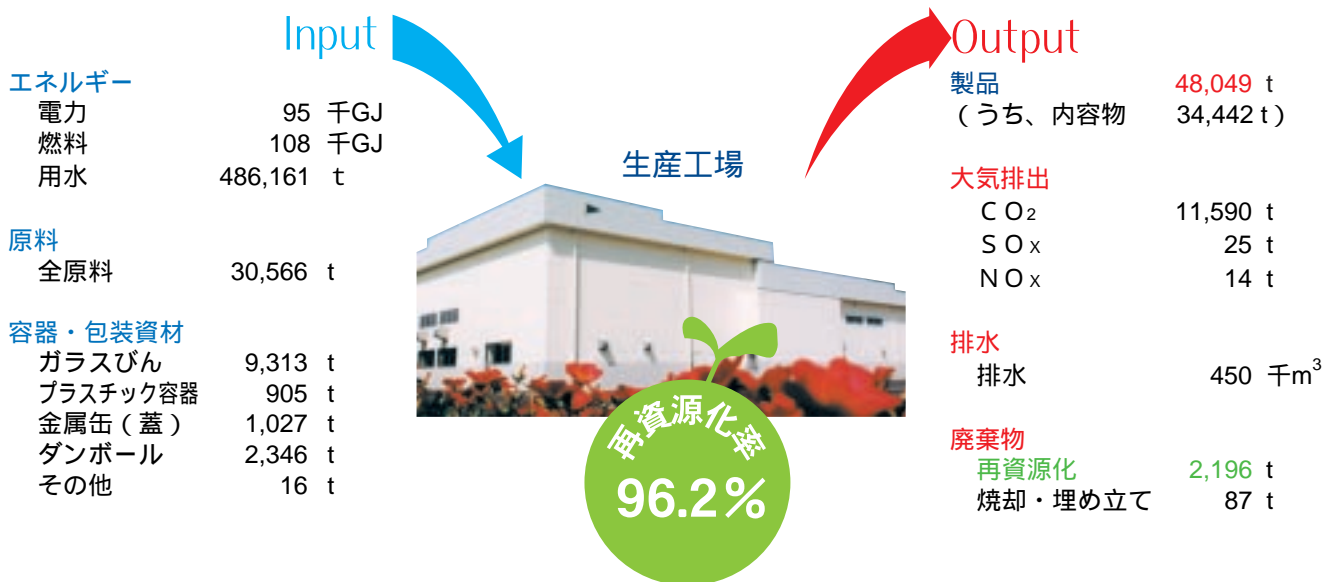 Input
エネルギー
電力 95 千GJ
燃料 108 千GJ
用水 486,161 t
原料
全原料 30,566 t
容器・包装資材
ガラスびん 9,313 t
プラスチック容器 905 t
金属缶（蓋） 1,027 t
ダンボール 2,346 t
その他 16 t
生産工場
再資源化率
96.2%
Output
製品 48,049 t
（うち、内容物 34,442 t）
大気排出
CO2 11,590 t
SOx 25 t
NOx 14 t
排水
排水 450 千m³
廃棄物
再資源化 2,196 t
焼却・埋め立て 87 t